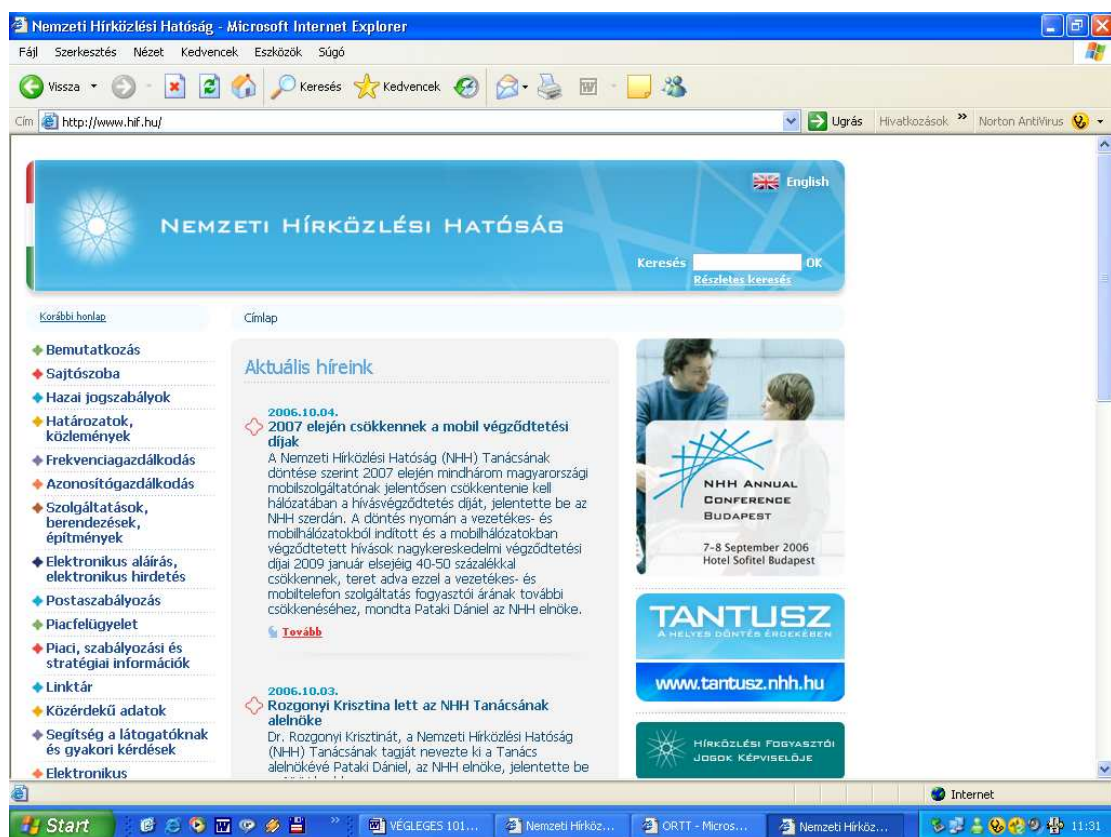 Nemzeti Hírközlési Hatóság - Microsoft Internet Explorer
Fájl Szerkesztés Nézet Kedvencek Eszközök Súgó
Vissza Keresés Kedvencek
Cím http://www.hif.hu/ Ugrás Hivatkozások » Norton AntiVirus
English
NEMZETI HÍRKÖZLÉSI HATÓSÁG
Keresés OK
Részletes keresés
Korábbi honlap
Címlap
Bemutatkozás
Sajtószoba
Hazai jogszabályok
Határozatok,
közlemények
Frekvenciagazdálkodás
Azonosítógazdálkodás
Szolgáltatások,
berendezések,
építmények
Elektronikus aláírás,
elektronikus hirdetés
Postaszabályozás
Piacfelügyelet
Piaci, szabályozási és
stratégiai információk
Linktár
Közérdekű adatok
Segítség a látogatóknak
és gyakori kérdések
Elektronikus
Aktuális híreink
2006.10.04.
2007 elején csökkennek a mobil végződtetési
díjak
A Nemzeti Hírközlési Hatóság (NHH) Tanácsának
döntése szerint 2007 elején mindhárom magyarországi
mobilszolgáltatónak jelentősen csökkentenie kell
hálózatában a hívásvégződtetés díját, jelentette be az
NHH szerdán. A döntés nyomán a vezetékes- és
mobilhálózatokból indított és a mobilhálózatokban
végződtetett hívások nagykereskedelmi végződtetési
díjai 2009 január elsejéig 40-50 százalékkal
csökkennek, teret adva ezzel a vezetékes- és
mobiltelefon szolgáltatás fogyasztói árának további
csökkenéséhez, mondta Pataki Dániel az NHH elnöke.
Tovább
2006.10.03.
Rozgonyi Krisztina lett az NHH Tanácsának
alelnöke
Dr. Rozgonyi Krisztinát, a Nemzeti Hírközlési Hatóság
(NHH) Tanácsának tagját nevezte ki a Tanács
alelnökévé Pataki Dániel, az NHH elnöke, jelentette be
NHH ANNUAL
CONFERENCE
BUDAPEST
7-8 September 2006
Hotel Sofitel Budapest
TANTUSZ
A HELYES DÖNTÉS ÉRDEKÉBEN
www.tantusz.nhh.hu
HÍRKÖZLÉSI FOGYASZTÓI
JOGOK KÉPVISELŐJE
Internet
Start » VÉGLEGES 101... Nemzeti Hírköz... ORTT - Micros... Nemzeti Hírköz... 11:31